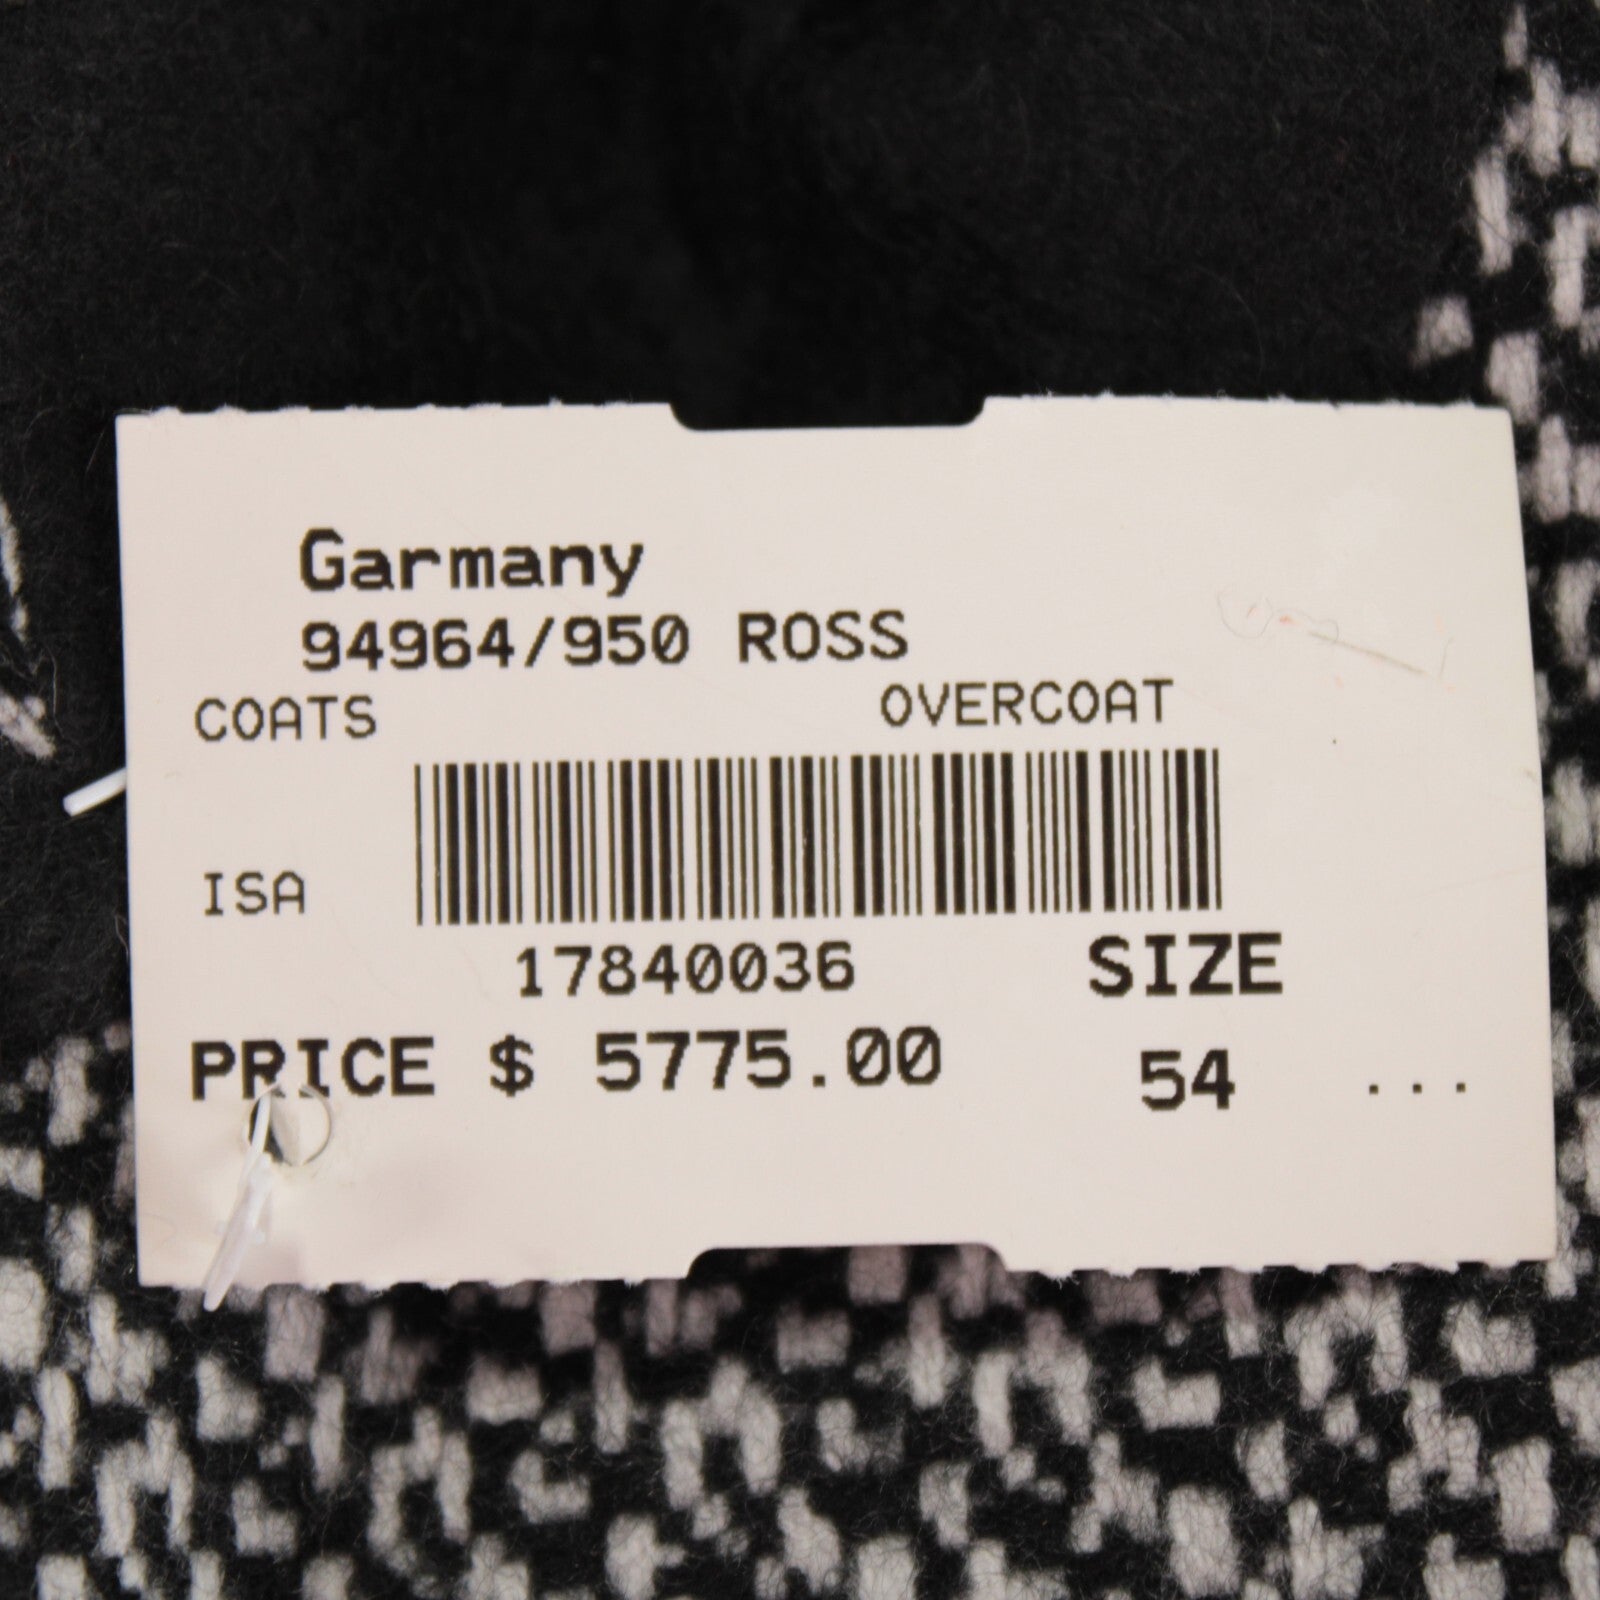 Garmany
94964/950 ROSS
COATS OVERCOAT
ISA
17840036 SIZE
PRICE $ 5775.00 54 ...